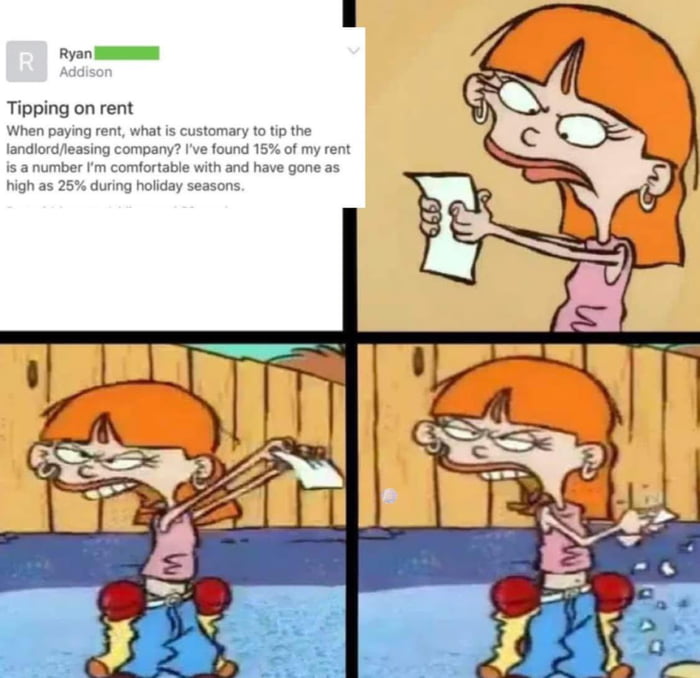 R
Ryan
Addison
Tipping on rent
When paying rent, what is customary to tip the
landlord/leasing company? I've found 15% of my rent
is a number I'm comfortable with and have gone as
high as 25% during holiday seasons.